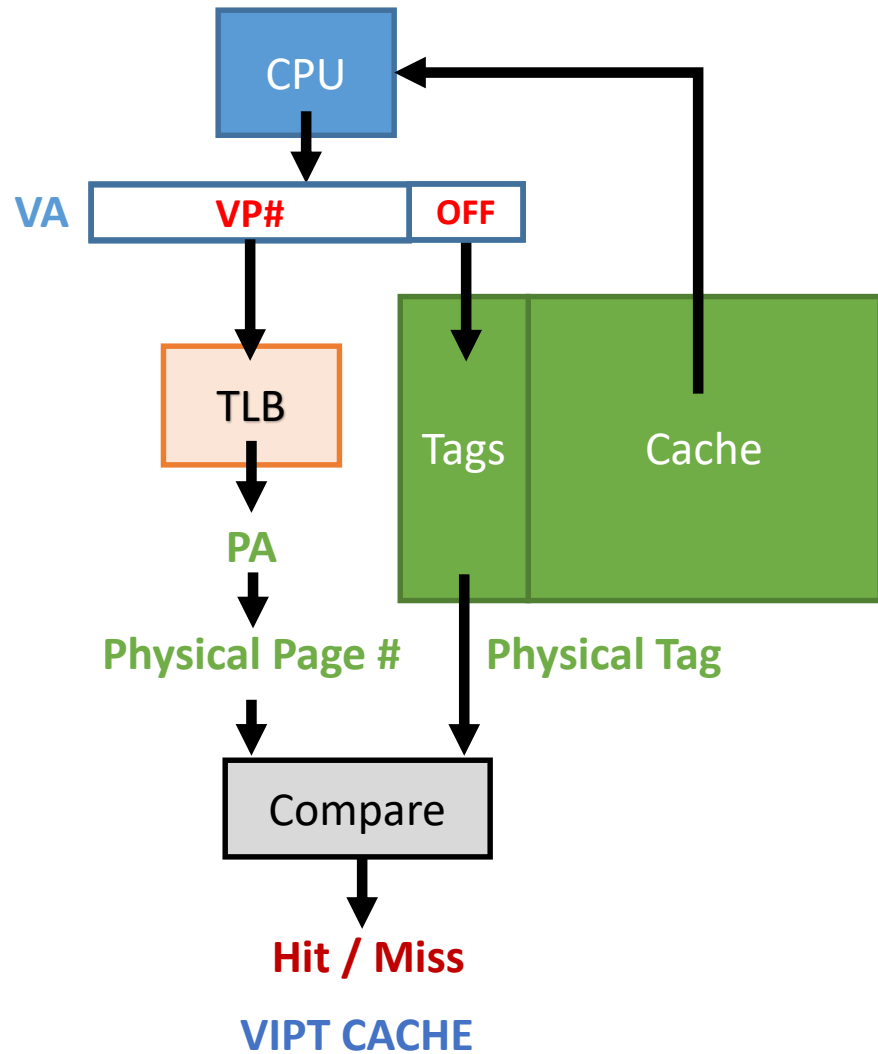 CPU
VA VP# OFF
TLB
Tags Cache
PA
Physical Page # Physical Tag
Compare
Hit / Miss
VIPT CACHE